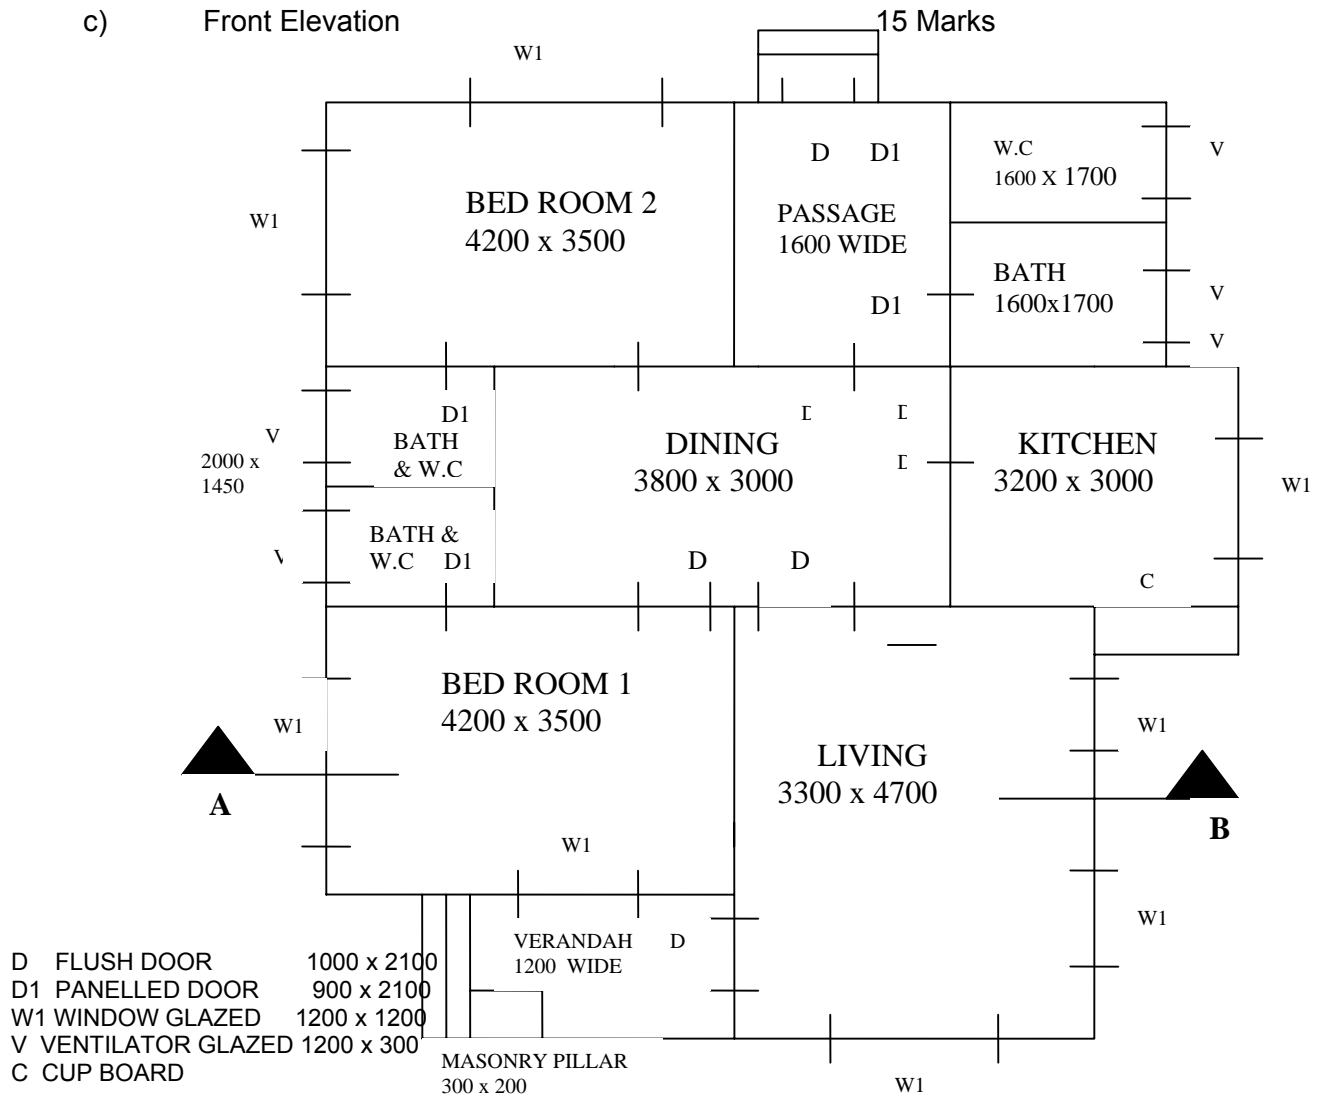 c) Front Elevation 15 Marks
W1
W.C
1600 X 1700
V
D D1
BED ROOM 2
4200 x 3500
W1
PASSAGE
1600 WIDE
BATH
1600x1700
V
D1
V
D1
BATH
& W.C
V
2000 x
1450
DINING
3800 x 3000
KITCHEN
3200 x 3000
W1
BATH &
W.C D1
D D
C
BED ROOM 1
4200 x 3500
W1
W1
LIVING
3300 x 4700
A
B
W1
W1
VERANDAH D
1200 WIDE
D FLUSH DOOR 1000 x 2100
D1 PANELLED DOOR 900 x 2100
W1 WINDOW GLAZED 1200 x 1200
V VENTILATOR GLAZED 1200 x 300
C CUP BOARD
MASONRY PILLAR
300 x 200
W1